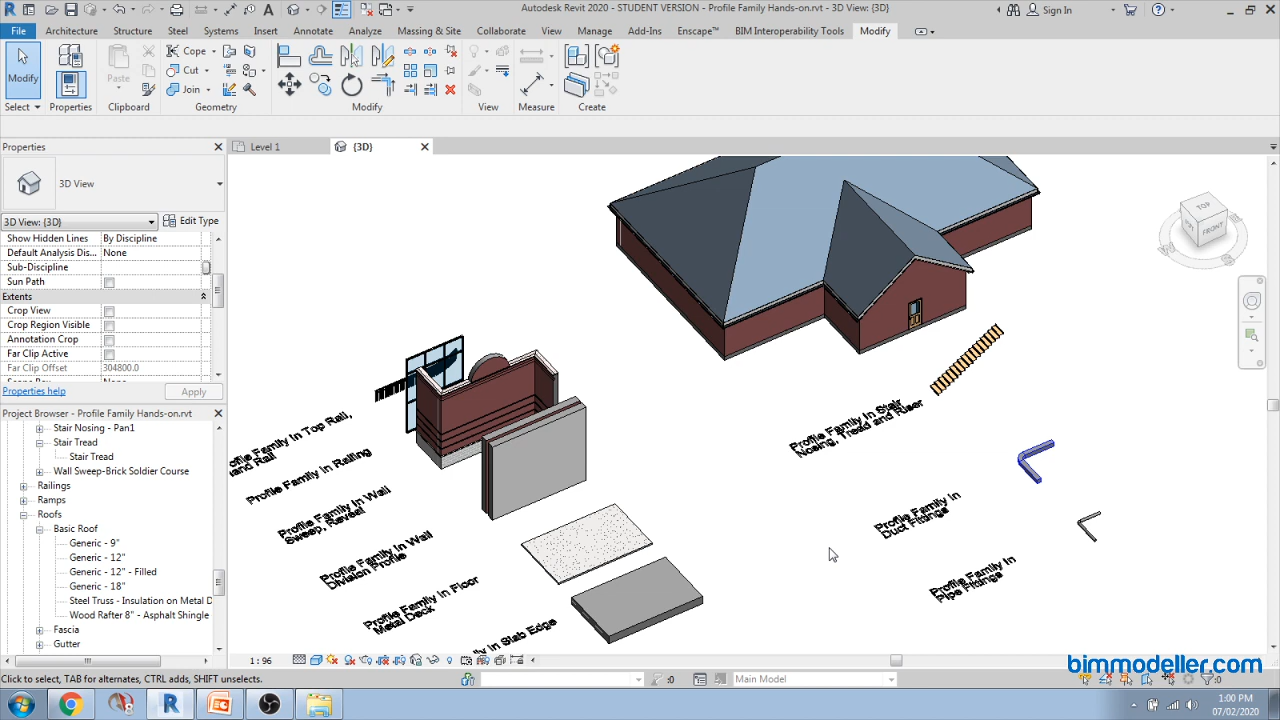 Autodesk Revit 2020 - STUDENT VERSION - Profile Family Hands-on.rvt - 3D View: {3D}
Sign In
File Architecture Structure Steel Systems Insert Annotate Analyze Massing & Site Collaborate View Manage Add-Ins Enscape™ BIM Interoperability Tools Modify
Modify
Paste
Cope
Cut
Join
Select Properties Clipboard Geometry Modify View Measure Create
Properties
Level 1
{3D}
3D View
3D View: {3D}
Edit Type
Show Hidden Lines By Discipline
Default Analysis Dis... None
Sub-Discipline
Sun Path
Extents
Crop View
Crop Region Visible
Annotation Crop
Far Clip Active
Far Clip Offset 304800.0
Properties help
Apply
Project Browser - Profile Family Hands-on.rvt
Stair Nosing - Pan1
Stair Tread
Stair Tread
Wall Sweep-Brick Soldier Course
Railings
Ramps
Roofs
Basic Roof
Generic - 9"
Generic - 12"
Generic - 12" - Filled
Generic - 18"
Steel Truss - Insulation on Metal D
Wood Rafter 8" - Asphalt Shingle
Fascia
Gutter
TOP
FRONT
Profile Family in Stair
Nosing, Tread and Riser
Profile Family in
Duct Fittings
Profile Family in
Pipe Fittings
ofile Family in Top Rail,
and Rail
Profile Family in Railing
Profile Family in Wall
Sweep, Reveal
Profile Family in Wall
Division Profile
Profile Family in Floor
Metal Deck
ly in Slab Edge
1 : 96
bimmodeller.com
Click to select, TAB for alternates, CTRL adds, SHIFT unselects.
:0
Main Model
:0
1:00 PM
07/02/2020